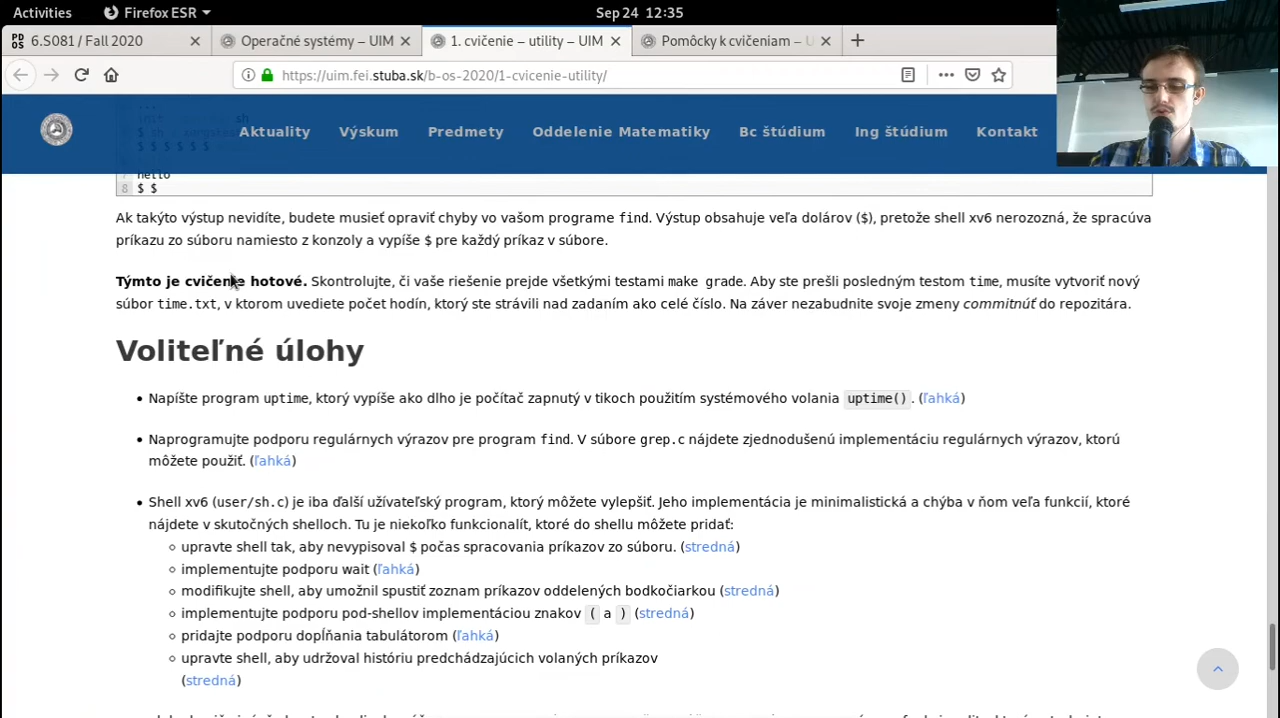 Activities
Firefox ESR
Sep 24 12:35
PD OS 6.S081 / Fall 2020
Operačné systémy – UIM
1. cvičenie – utility – UIM
Pomôcky k cvičeniam – U
https://uim.fei.stuba.sk/b-os-2020/1-cvicenie-utility/
Aktuality
Výskum
Predmety
Oddelenie Matematiky
Bc štúdium
Ing štúdium
Kontakt
$ $ $ $ $ $
7 hello
8 $ $
Ak takýto výstup nevidíte, budete musieť opraviť chyby vo vašom programe find. Výstup obsahuje veľa dolárov ($), pretože shell xv6 nerozozná, že spracúva
príkazu zo súboru namiesto z konzoly a vypíše $ pre každý príkaz v súbore.
Týmto je cvičenie hotové. Skontrolujte, či vaše riešenie prejde všetkými testami make grade. Aby ste prešli posledným testom time, musíte vytvoriť nový
súbor time.txt, v ktorom uvediete počet hodín, ktorý ste strávili nad zadaním ako celé číslo. Na záver nezabudnite svoje zmeny commitnúť do repozitára.
Voliteľné úlohy
• Napíšte program uptime, ktorý vypíše ako dlho je počítač zapnutý v tikoch použitím systémového volania uptime(). (ľahká)
• Naprogramujte podporu regulárnych výrazov pre program find. V súbore grep.c nájdete zjednodušenú implementáciu regulárnych výrazov, ktorú
môžete použiť. (ľahká)
• Shell xv6 (user/sh.c) je iba ďalší užívateľský program, ktorý môžete vylepšiť. Jeho implementácia je minimalistická a chýba v ňom veľa funkcií, ktoré
nájdete v skutočných shelloch. Tu je niekoľko funkcionalít, ktoré do shellu môžete pridať:
◦ upravte shell tak, aby nevypisoval $ počas spracovania príkazov zo súboru. (stredná)
◦ implementujte podporu wait (ľahká)
◦ modifikujte shell, aby umožnil spustiť zoznam príkazov oddelených bodkočiarkou (stredná)
◦ implementujte podporu pod-shellov implementáciou znakov ( a ) (stredná)
◦ pridajte podporu dopĺňania tabulátorom (ľahká)
◦ upravte shell, aby udržoval históriu predchádzajúcich volaných príkazov
(stredná)